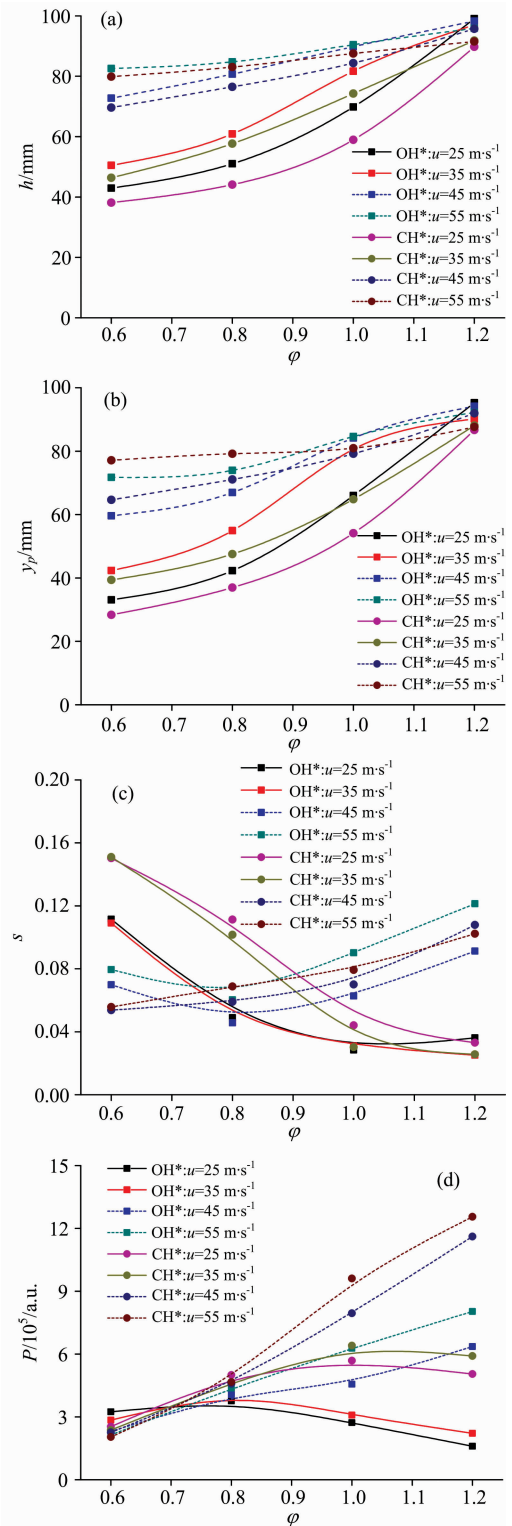 (a)
h/mm
100
80
60
40
20
0
0.6 0.7 0.8 0.9 1.0 1.1 1.2
φ
OH*:u=25 m·s⁻¹
OH*:u=35 m·s⁻¹
OH*:u=45 m·s⁻¹
OH*:u=55 m·s⁻¹
CH*:u=25 m·s⁻¹
CH*:u=35 m·s⁻¹
CH*:u=45 m·s⁻¹
CH*:u=55 m·s⁻¹
(b)
yₚ/mm
100
80
60
40
20
0
0.6 0.7 0.8 0.9 1.0 1.1 1.2
φ
OH*:u=25 m·s⁻¹
OH*:u=35 m·s⁻¹
OH*:u=45 m·s⁻¹
OH*:u=55 m·s⁻¹
CH*:u=25 m·s⁻¹
CH*:u=35 m·s⁻¹
CH*:u=45 m·s⁻¹
CH*:u=55 m·s⁻¹
(c)
s
0.20
0.16
0.12
0.08
0.04
0.00
0.6 0.7 0.8 0.9 1.0 1.1 1.2
φ
OH*:u=25 m·s⁻¹
OH*:u=35 m·s⁻¹
OH*:u=45 m·s⁻¹
OH*:u=55 m·s⁻¹
CH*:u=25 m·s⁻¹
CH*:u=35 m·s⁻¹
CH*:u=45 m·s⁻¹
CH*:u=55 m·s⁻¹
(d)
P/10⁵/a.u.
15
12
9
6
3
0
0.6 0.7 0.8 0.9 1.0 1.1 1.2
φ
OH*:u=25 m·s⁻¹
OH*:u=35 m·s⁻¹
OH*:u=45 m·s⁻¹
OH*:u=55 m·s⁻¹
CH*:u=25 m·s⁻¹
CH*:u=35 m·s⁻¹
CH*:u=45 m·s⁻¹
CH*:u=55 m·s⁻¹